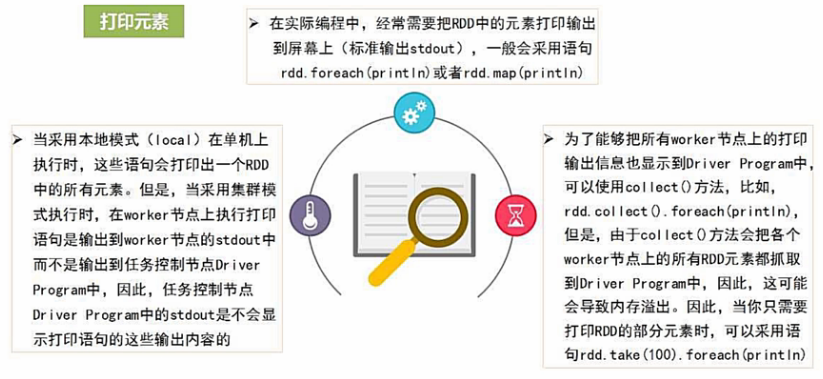 打印元素
➢ 在实际编程中，经常需要把RDD中的元素打印输出
到屏幕上（标准输出stdout），一般会采用语句
rdd.foreach(println)或者rdd.map(println)
➢ 当采用本地模式（local）在单机上
执行时，这些语句会打印出一个RDD
中的所有元素。但是，当采用集群模
式执行时，在worker节点上执行打印
语句是输出到worker节点的stdout中
而不是输出到任务控制节点Driver
Program中，因此，任务控制节点
Driver Program中的stdout是不会显
示打印语句的这些输出内容的
➢ 为了能够把所有worker节点上的打印
输出信息也显示到Driver Program中，
可以使用collect()方法，比如，
rdd.collect().foreach(println)，
但是，由于collect()方法会把各个
worker节点上的所有RDD元素都抓取
到Driver Program中，因此，这可能
会导致内存溢出。因此，当你只需要
打印RDD的部分元素时，可以采用语
句rdd.take(100).foreach(println)